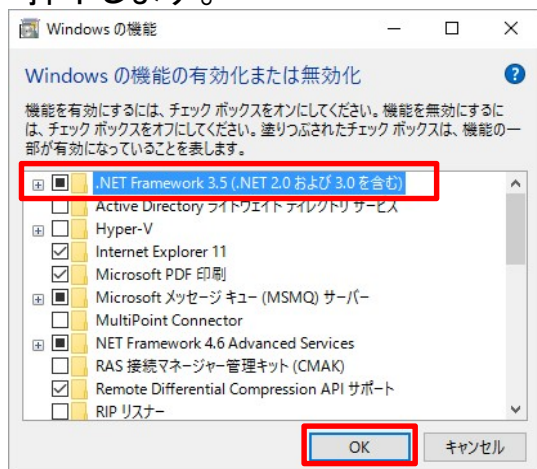 押下します。
Windows の機能
Windows の機能の有効化または無効化
機能を有効にするには、チェック ボックスをオンにしてください。機能を無効にするに
は、チェック ボックスをオフにしてください。塗りつぶされたチェック ボックスは、機能の一
部が有効になっていることを表します。
.NET Framework 3.5 (.NET 2.0 および 3.0 を含む)
Active Directory ライトウェイト ディレクトリ サービス
Hyper-V
Internet Explorer 11
Microsoft PDF 印刷
Microsoft メッセージ キュー (MSMQ) サーバー
MultiPoint Connector
NET Framework 4.6 Advanced Services
RAS 接続マネージャー管理キット (CMAK)
Remote Differential Compression API サポート
RIP リスナー
OK
キャンセル